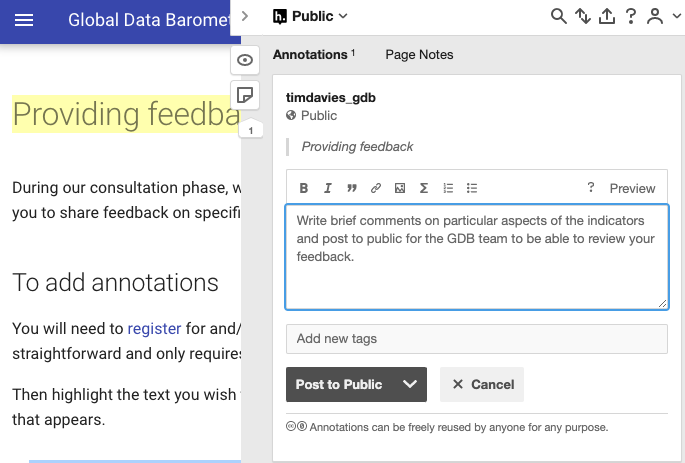 Global Data Baromet
Public
Annotations 1
Page Notes
timdavies_gdb
Public
Providing feedba
1
Providing feedback
B I
? Preview
During our consultation phase, w
you to share feedback on specifi
Write brief comments on particular aspects of the indicators
and post to public for the GDB team to be able to review your
feedback.
To add annotations
You will need to register for and/
straightforward and only requires
Add new tags
Then highlight the text you wish
that appears.
Post to Public
Cancel
Annotations can be freely reused by anyone for any purpose.